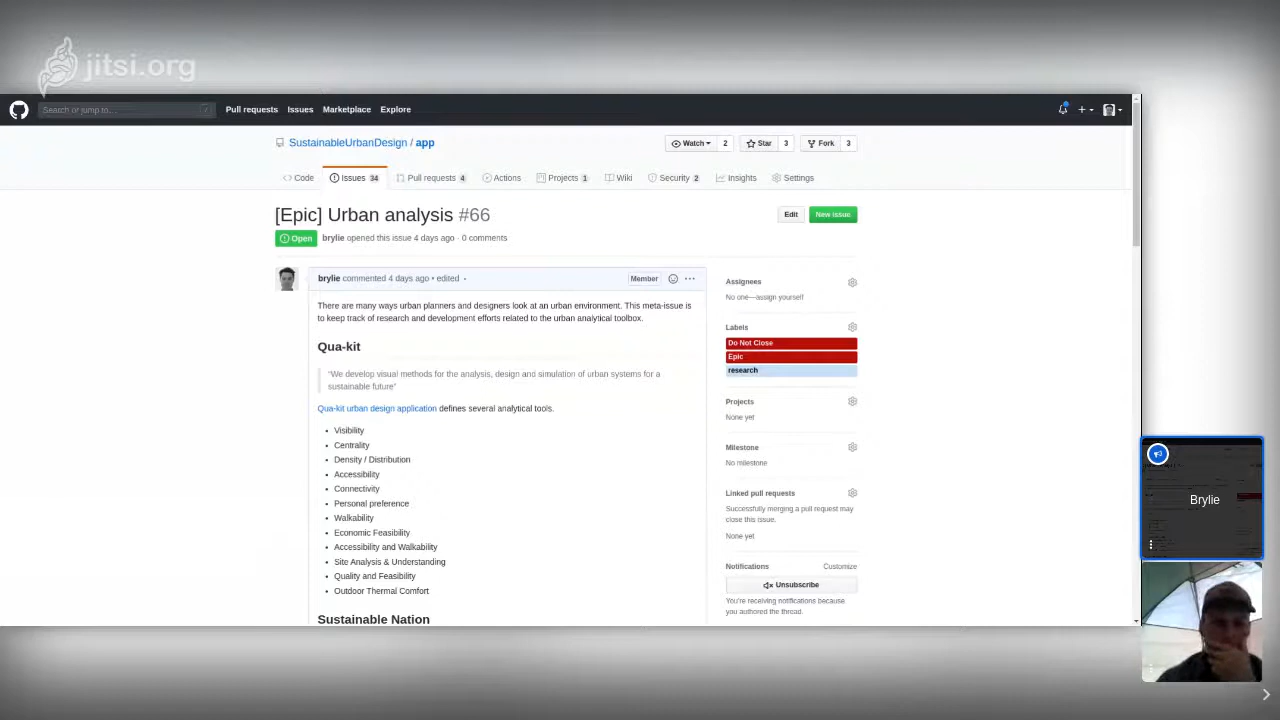 jitsi.org
Search or jump to... /
Pull requests Issues Marketplace Explore
SustainableUrbanDesign / app
Watch 2 Star 3 Fork 3
Code Issues 34 Pull requests 4 Actions Projects 1 Wiki Security 2 Insights Settings
[Epic] Urban analysis #66
Edit New issue
Open brylie opened this issue 4 days ago · 0 comments
brylie commented 4 days ago • edited Member
There are many ways urban planners and designers look at an urban environment. This meta-issue is
to keep track of research and development efforts related to the urban analytical toolbox.
Qua-kit
"We develop visual methods for the analysis, design and simulation of urban systems for a
sustainable future"
Qua-kit urban design application defines several analytical tools.
• Visibility
• Centrality
• Density / Distribution
• Accessibility
• Connectivity
• Personal preference
• Walkability
• Economic Feasibility
• Accessibility and Walkability
• Site Analysis & Understanding
• Quality and Feasibility
• Outdoor Thermal Comfort
Sustainable Nation
Assignees
No one—assign yourself
Labels
Do Not Close
Epic
research
Projects
None yet
Milestone
No milestone
Linked pull requests
Successfully merging a pull request may
close this issue.
None yet
Notifications Customize
Unsubscribe
You're receiving notifications because
you authored the thread.
Brylie